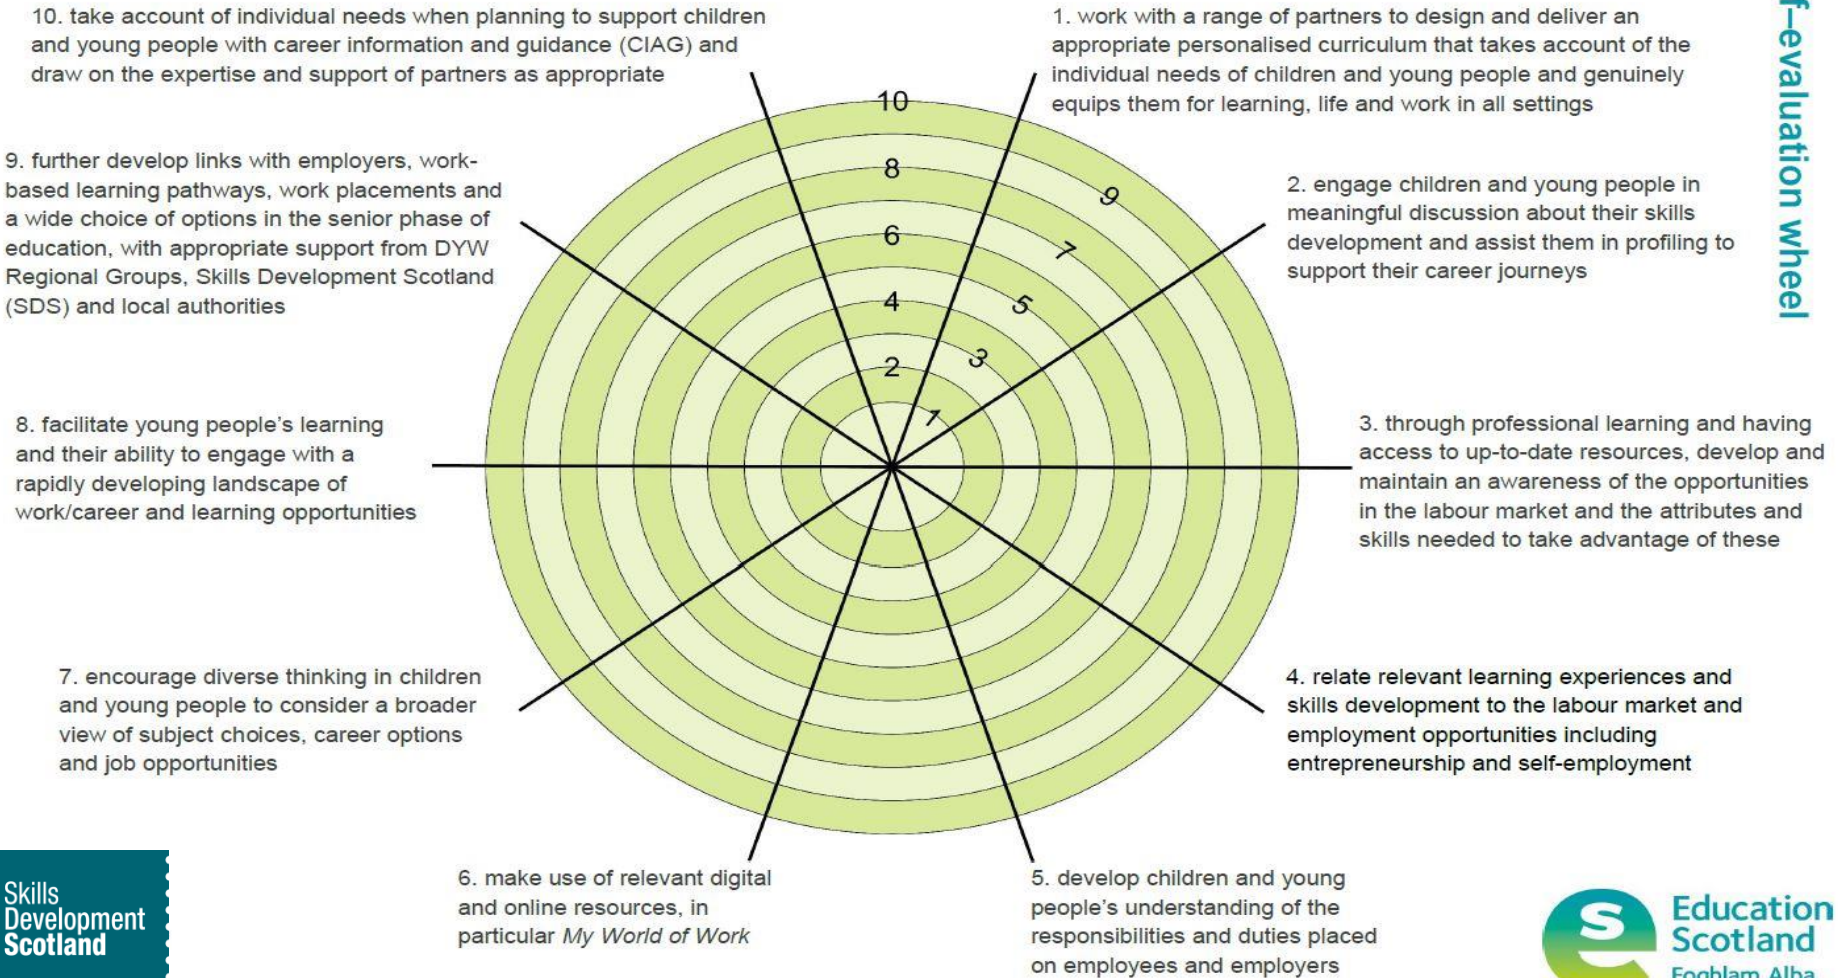 10. take account of individual needs when planning to support children
and young people with career information and guidance (CIAG) and
draw on the expertise and support of partners as appropriate
1. work with a range of partners to design and deliver an
appropriate personalised curriculum that takes account of the
individual needs of children and young people and genuinely
equips them for learning, life and work in all settings
9. further develop links with employers, work-
based learning pathways, work placements and
a wide choice of options in the senior phase of
education, with appropriate support from DYW
Regional Groups, Skills Development Scotland
(SDS) and local authorities
2. engage children and young people in
meaningful discussion about their skills
development and assist them in profiling to
support their career journeys
f-evaluation wheel
10
8
6
4
2
9
7
5
3
1
8. facilitate young people's learning
and their ability to engage with a
rapidly developing landscape of
work/career and learning opportunities
3. through professional learning and having
access to up-to-date resources, develop and
maintain an awareness of the opportunities
in the labour market and the attributes and
skills needed to take advantage of these
7. encourage diverse thinking in children
and young people to consider a broader
view of subject choices, career options
and job opportunities
4. relate relevant learning experiences and
skills development to the labour market and
employment opportunities including
entrepreneurship and self-employment
6. make use of relevant digital
and online resources, in
particular My World of Work
5. develop children and young
people's understanding of the
responsibilities and duties placed
on employees and employers
Skills
Development
Scotland
Education
Scotland
Foghlam Alba